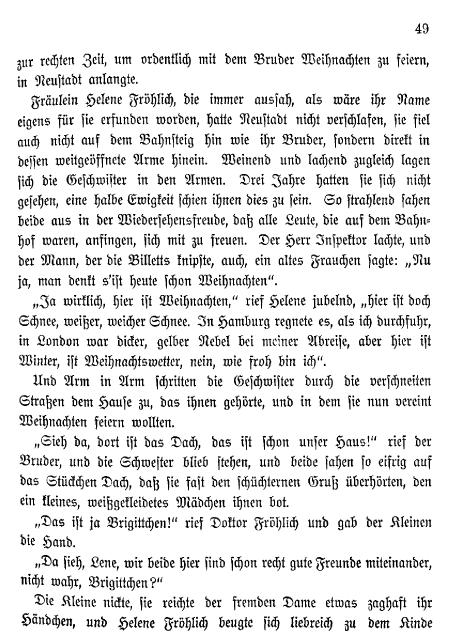 49
zur rechten Zeit, um ordentlich mit dem Bruder Weihnachten zu feiern,
in Neustadt anlangte.
Fräulein Helene Fröhlich, die immer aussah, als wäre ihr Name
eigens für sie erfunden worden, hatte Neustadt nicht verschlafen, sie fiel
auch nicht auf dem Bahnsteig hin wie ihr Bruder, sondern direkt in
dessen weitgeöffnete Arme hinein. Weinend und lachend zugleich lagen
sich die Geschwister in den Armen. Drei Jahre hatten sie sich nicht
gesehen, eine halbe Ewigkeit schien ihnen dies zu sein. So strahlend sahen
beide aus in der Wiedersehensfreude, daß alle Leute, die auf dem Bahn-
hof waren, anfingen, sich mit zu freuen. Der Herr Inspektor lachte, und
der Mann, der die Billetts knipste, auch, ein altes Frauchen sagte: „Nu
ja, man denkt s'ist heute schon Weihnachten“.
„Ja wirklich, hier ist Weihnachten,“ rief Helene jubelnd, „hier ist doch
Schnee, weißer, weicher Schnee. In Hamburg regnete es, als ich durchfuhr,
in London war dicker, gelber Nebel bei meiner Abreise, aber hier ist
Winter, ist Weihnachtswetter, nein, wie froh bin ich“.
Und Arm in Arm schritten die Geschwister durch die verschneiten
Straßen dem Hause zu, das ihnen gehörte, und in dem sie nun vereint
Weihnachten feiern wollten.
„Sieh da, dort ist das Dach, das ist schon unser Haus!“ rief der
Bruder, und die Schwester blieb stehen, und beide sahen so eifrig auf
das Stückchen Dach, daß sie fast den schüchternen Gruß überhörten, den
ein kleines, weißgekleidetes Mädchen ihnen bot.
„Das ist ja Brigittchen!“ rief Doktor Fröhlich und gab der Kleinen
die Hand.
„Da sieh, Lene, wir beide hier sind schon recht gute Freunde miteinander,
nicht wahr, Brigittchen?“
Die Kleine nickte, sie reichte der fremden Dame etwas zaghaft ihr
Händchen, und Helene Fröhlich beugte sich liebreich zu dem Kinde